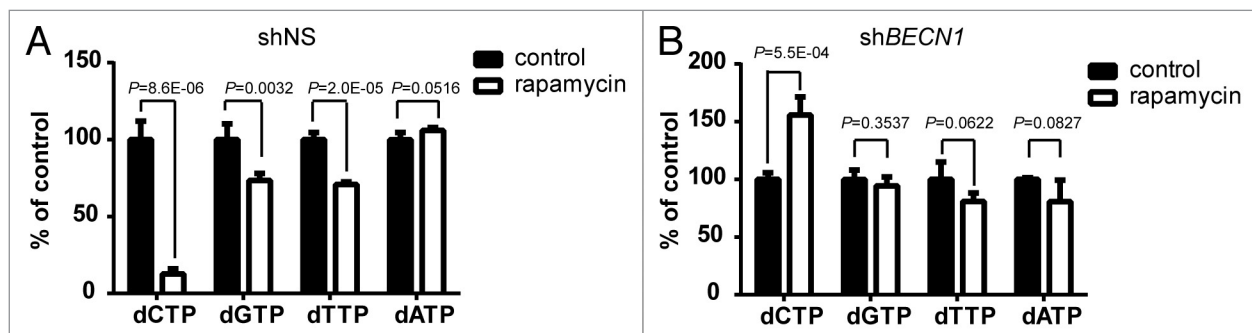 A
shNS
control
rapamycin
150
100
50
0
% of control
P=8.6E-06
P=0.0032
P=2.0E-05
P=0.0516
dCTP
dGTP
dTTP
dATP
B
shBECN1
control
rapamycin
200
150
100
50
0
% of control
P=5.5E-04
P=0.3537
P=0.0622
P=0.0827
dCTP
dGTP
dTTP
dATP